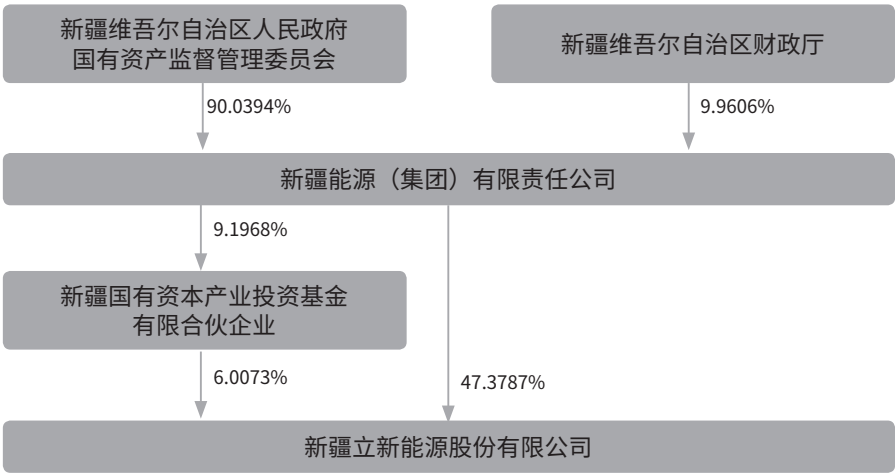 新疆维吾尔自治区人民政府
国有资产监督管理委员会
新疆维吾尔自治区财政厅
90.0394%
9.9606%
新疆能源（集团）有限责任公司
9.1968%
新疆国有资本产业投资基金
有限合伙企业
6.0073%
47.3787%
新疆立新能源股份有限公司